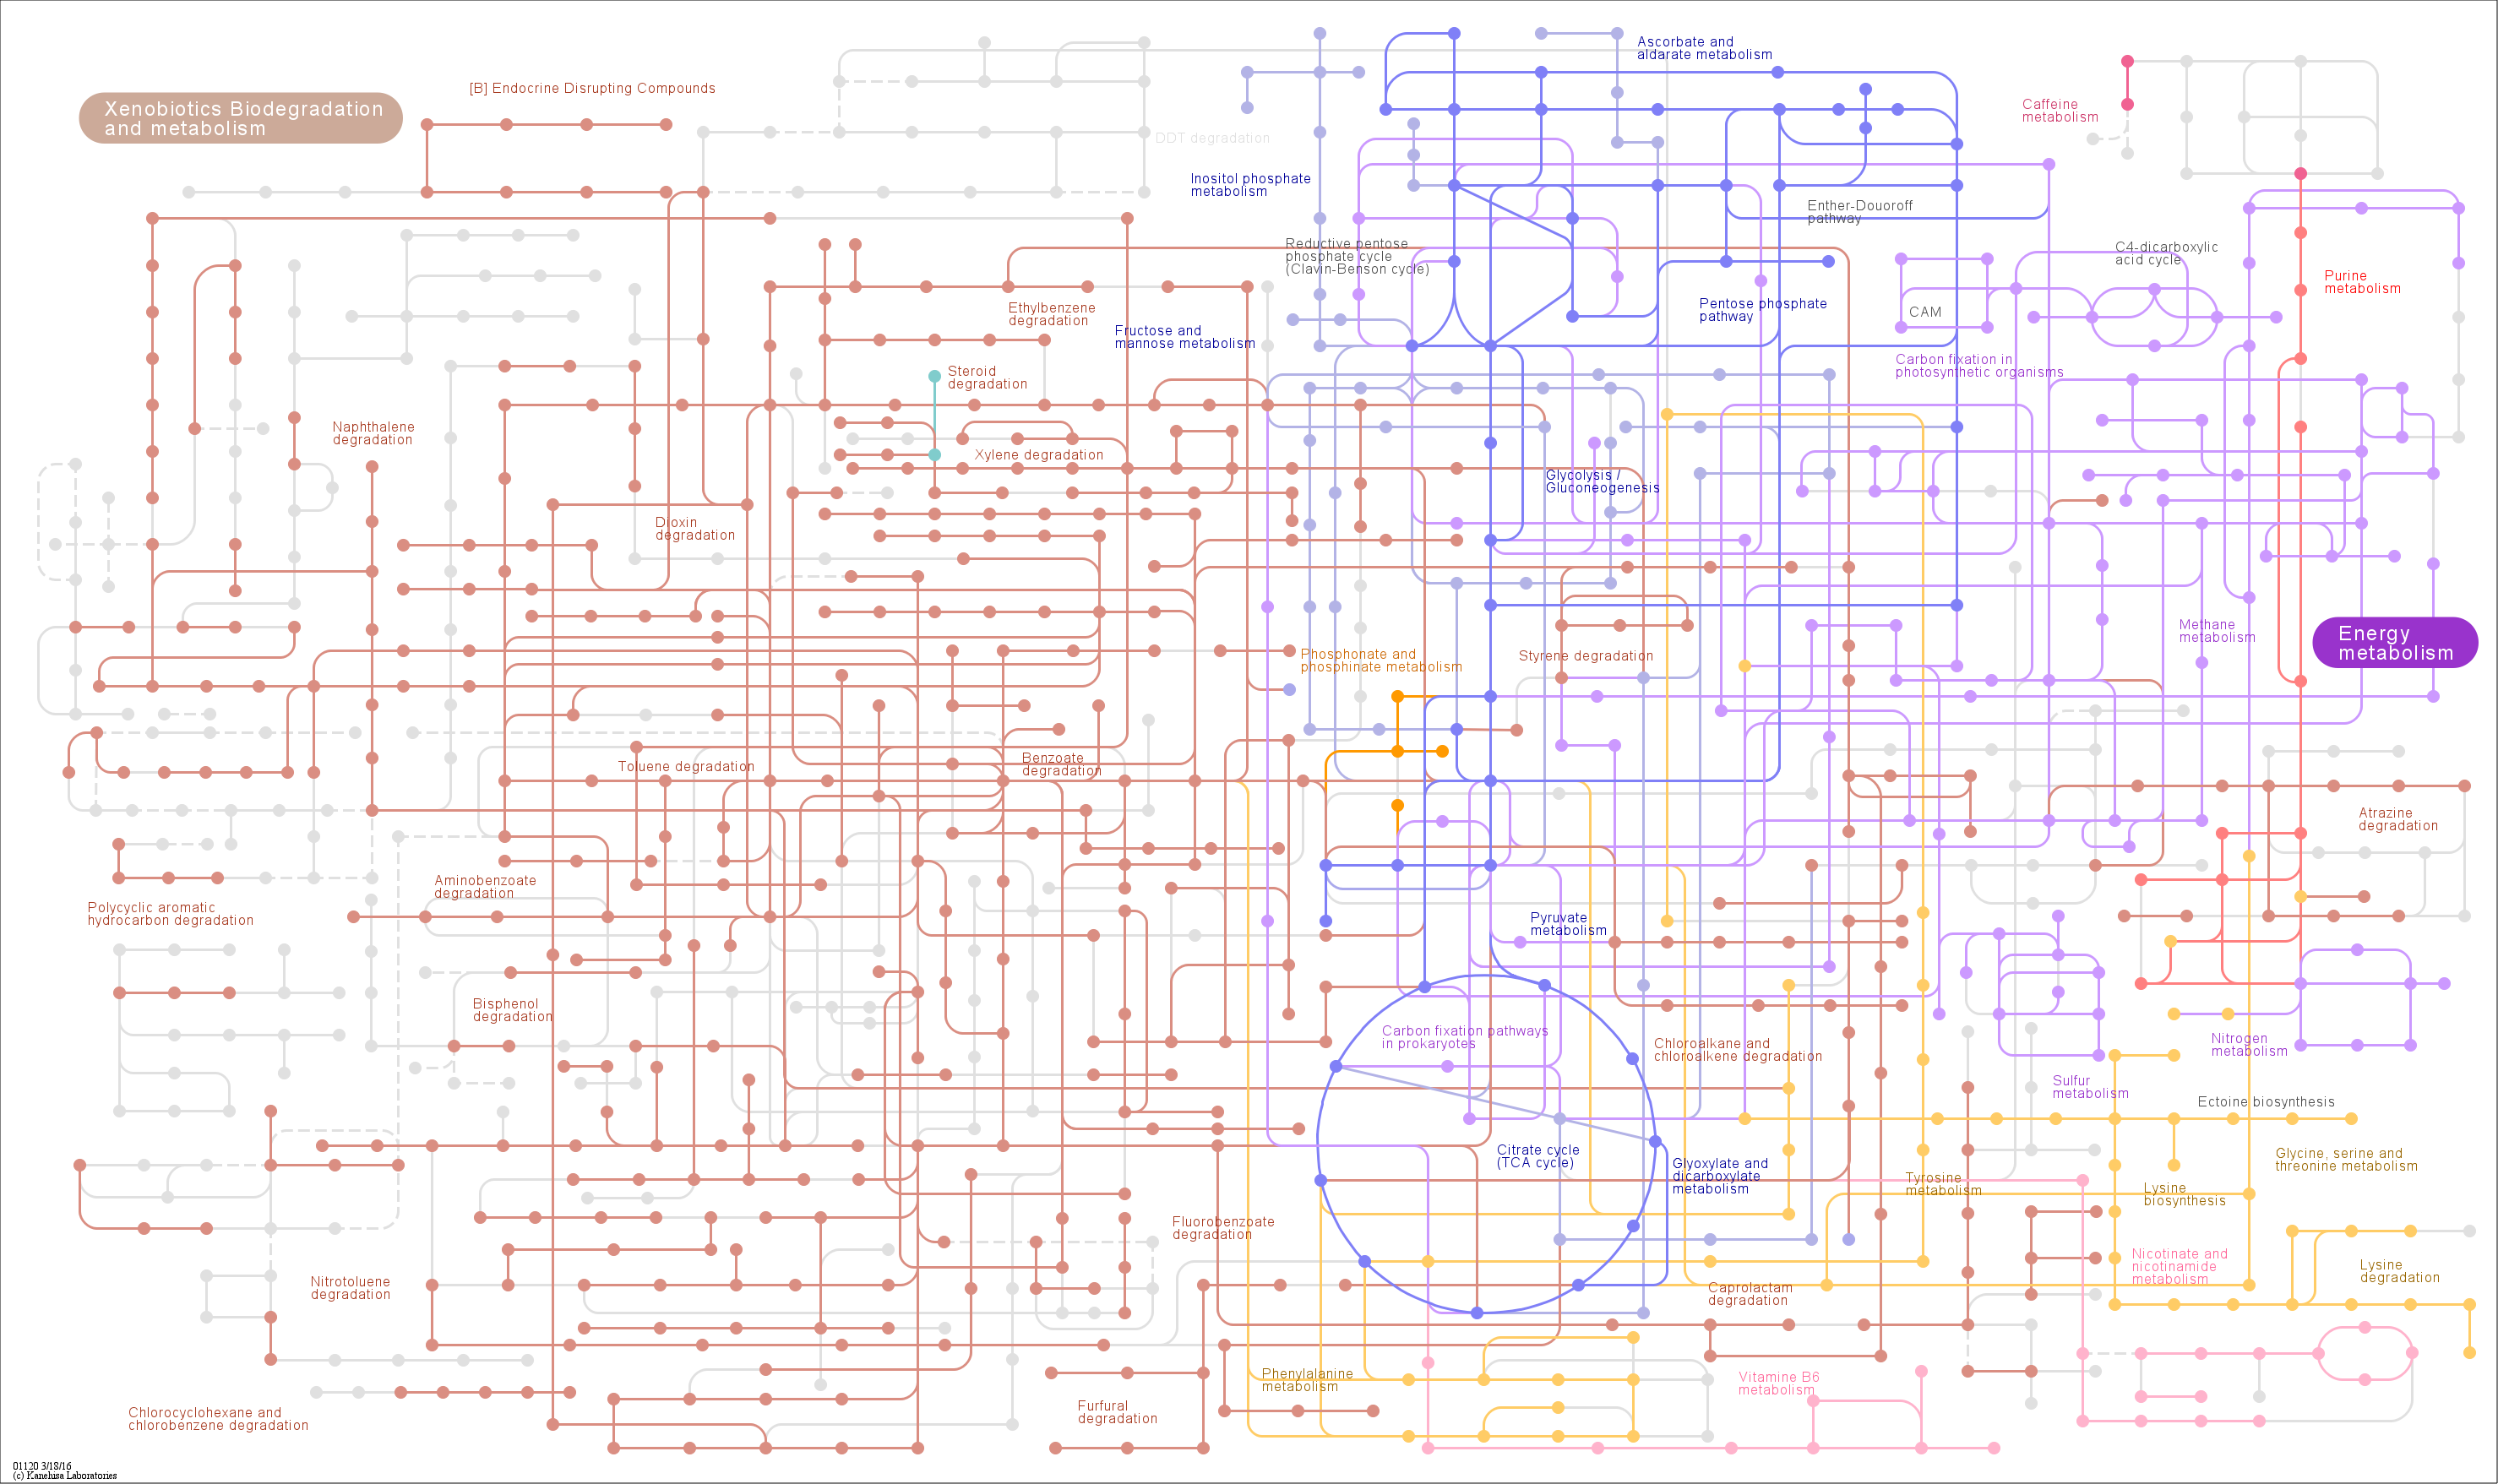 Ascorbate and
aldarate metabolism
[B] Endocrine Disrupting Compounds
Xenobiotics Biodegradation
and metabolism
Caffeine
metabolism
DDT degradation
Inositol phosphate
metabolism
Enther-Douoroff
pathway
Reductive pentose
phosphate cycle
(Clavin-Benson cycle)
C4-dicarboxylic
acid cycle
Purine
metabolism
Ethylbenzene
degradation
Pentose phosphate
pathway
CAM
Fructose and
mannose metabolism
Carbon fixation in
photosynthetic organisms
Steroid
degradation
Naphthalene
degradation
Xylene degradation
Glycolysis /
Gluconeogenesis
Dioxin
degradation
Methane
metabolism
Energy
metabolism
Phosphonate and
phosphinate metabolism
Styrene degradation
Benzoate
degradation
Toluene degradation
Atrazine
degradation
Aminobenzoate
degradation
Polycyclic aromatic
hydrocarbon degradation
Pyruvate
metabolism
Bisphenol
degradation
Carbon fixation pathways
in prokaryotes
Chloroalkane and
chloroalkene degradation
Nitrogen
metabolism
Sulfur
metabolism
Ectoine biosynthesis
Citrate cycle
(TCA cycle)
Glyoxylate and
dicarboxylate
metabolism
Tyrosine
metabolism
Glycine, serine and
threonine metabolism
Lysine
biosynthesis
Fluorobenzoate
degradation
Nicotinate and
nicotinamide
metabolism
Lysine
degradation
Nitrotoluene
degradation
Caprolactam
degradation
Phenylalanine
metabolism
Vitamine B6
metabolism
Furfural
degradation
Chlorocyclohexane and
chlorobenzene degradation
01120 3/18/16
(c) Kanehisa Laboratories